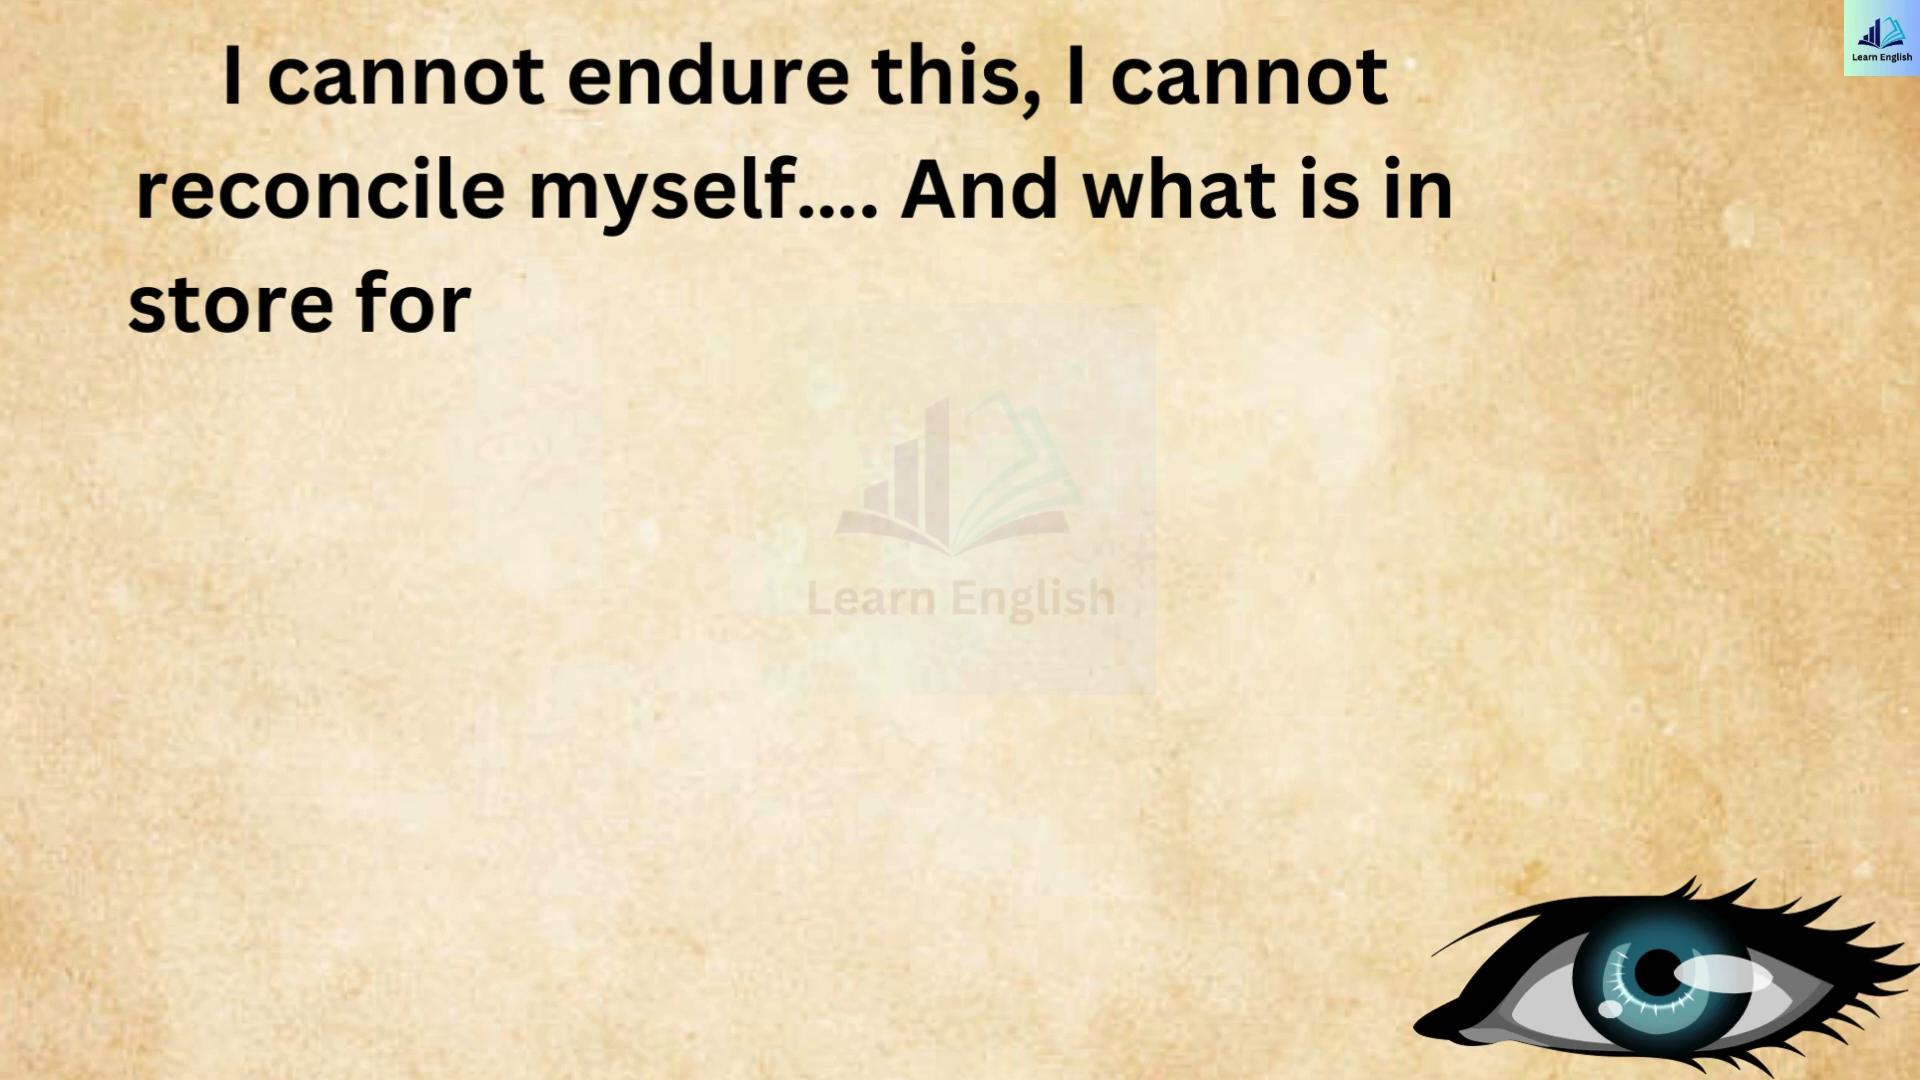 I cannot endure this, I cannot
reconcile myself.... And what is in
store for
Learn English
Learn English